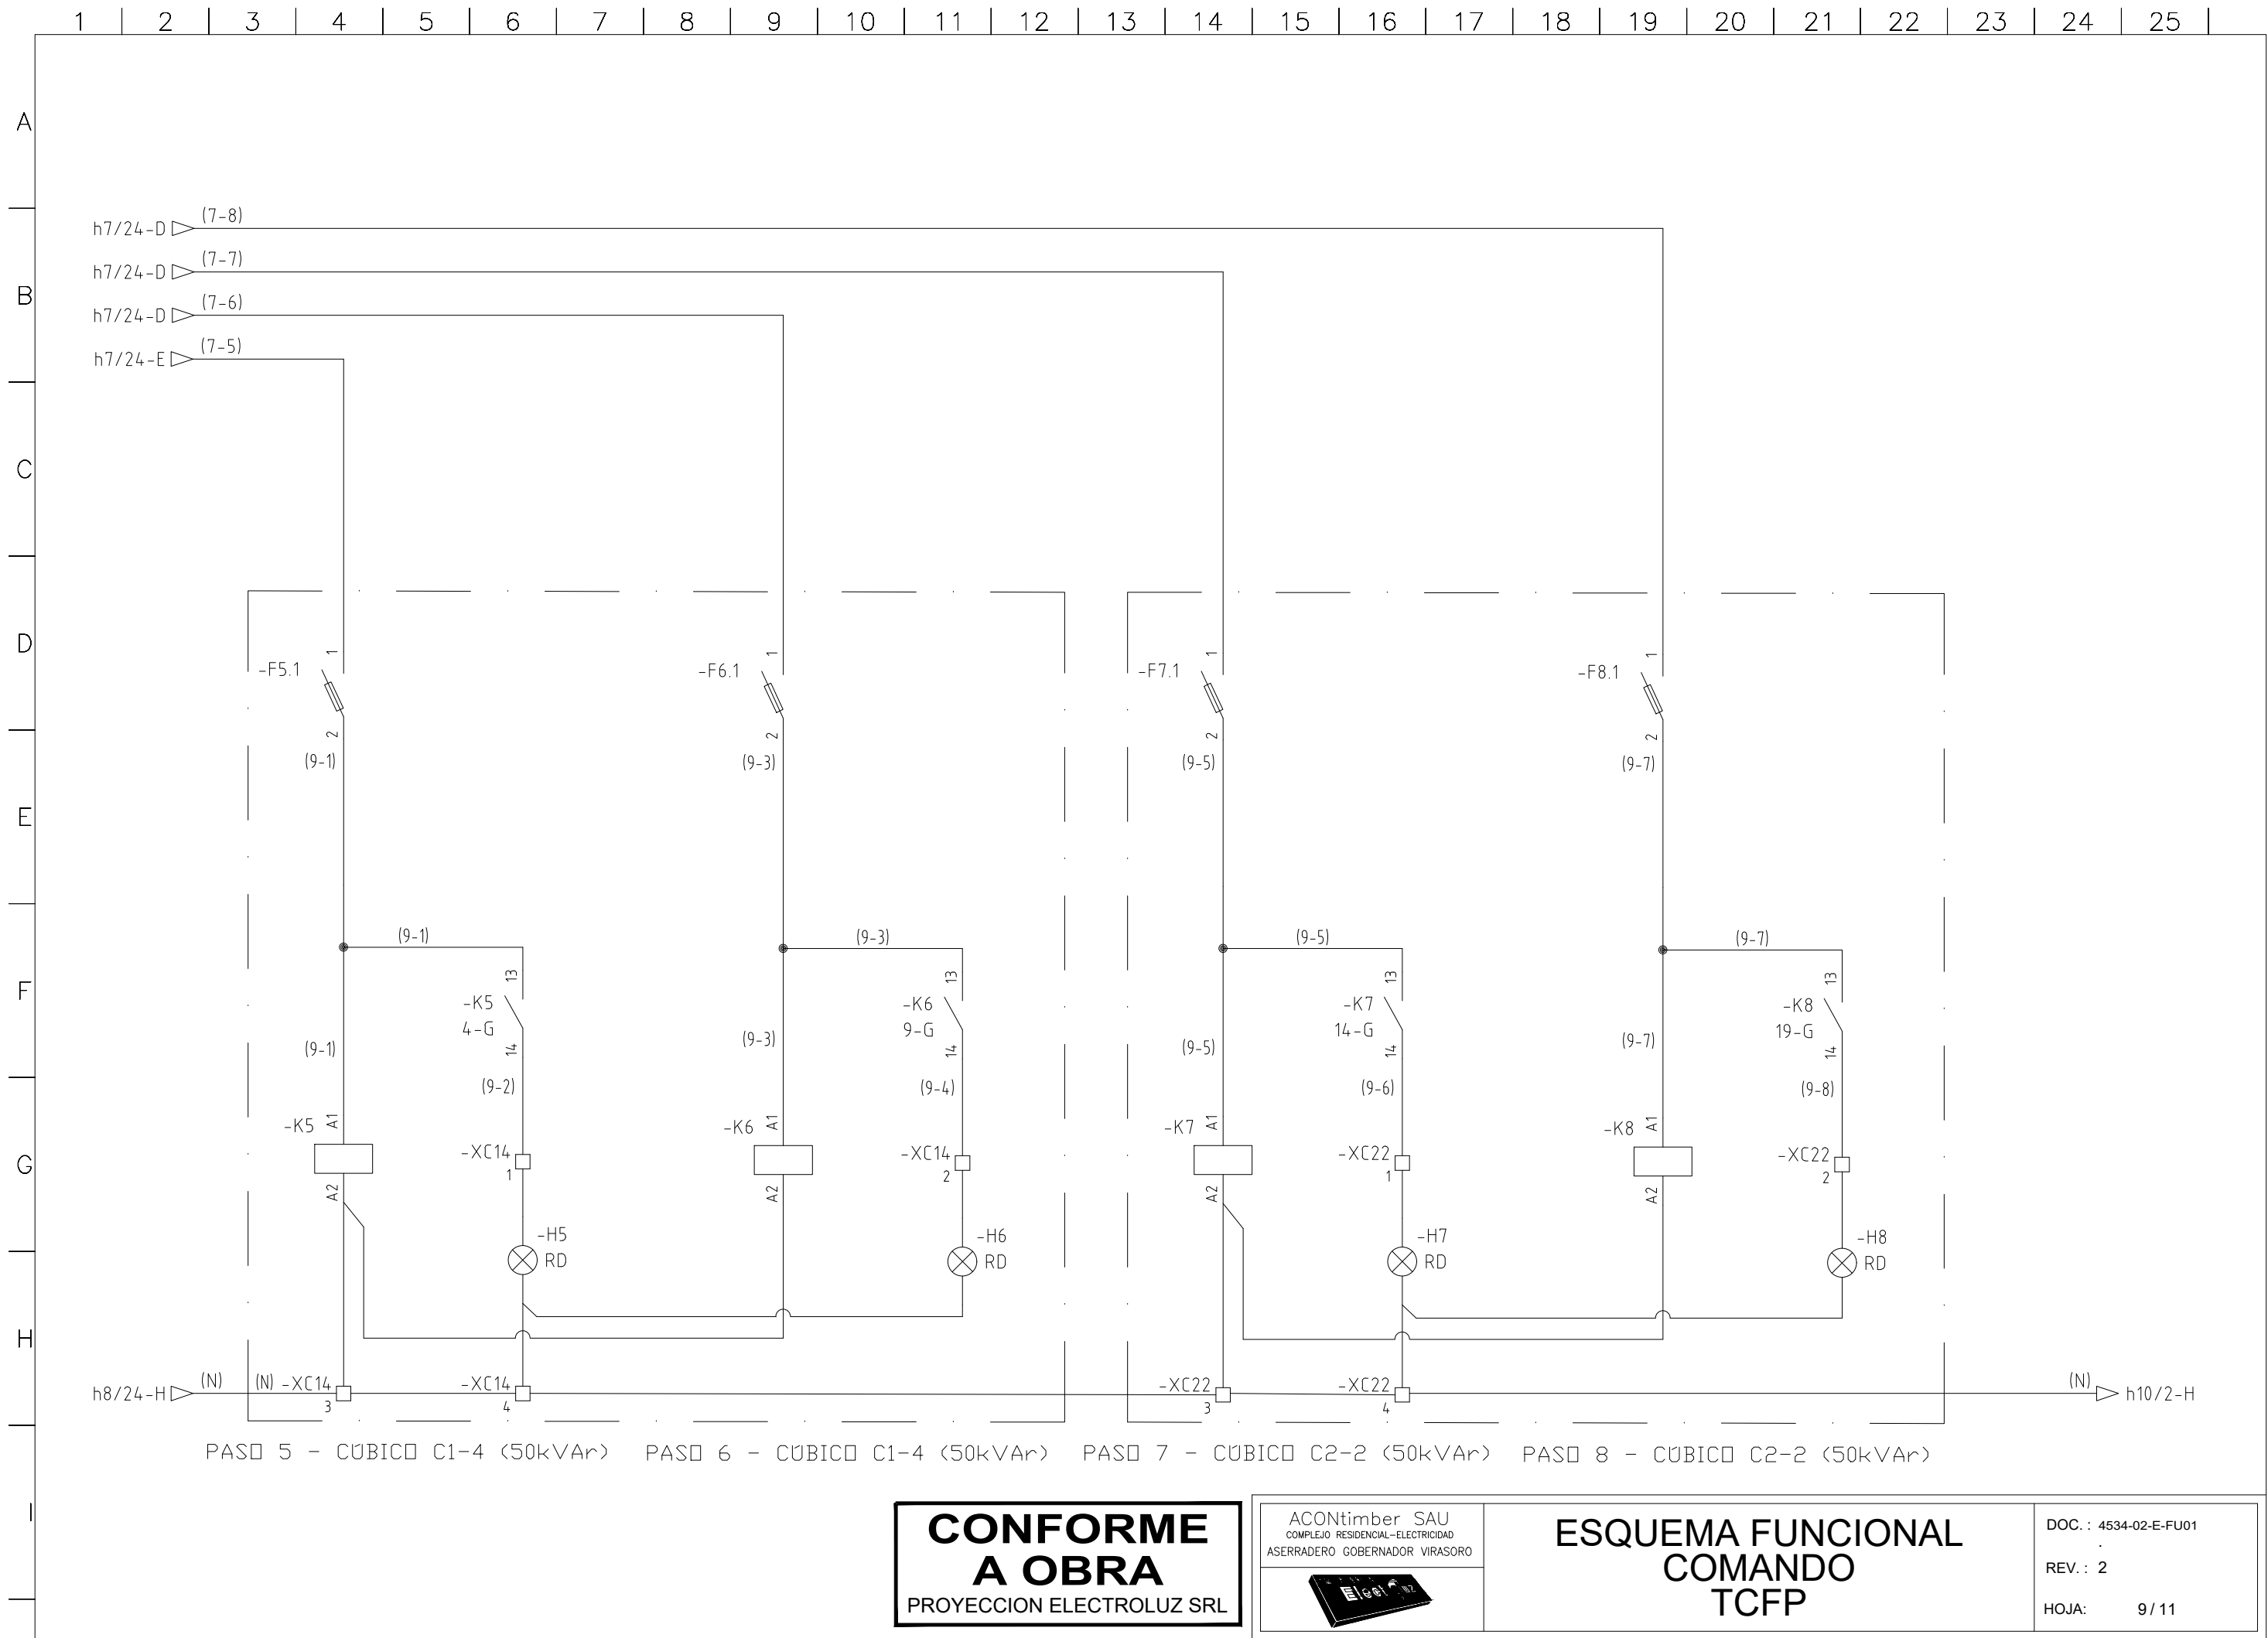 1 2 3 4 5 6 7 8 9 10 11 12 13 14 15 16 17 18 19 20 21 22 23 24 25
A
B
C
D
E
F
G
H
I
h7/24-D (7-8)
h7/24-D (7-7)
h7/24-D (7-6)
h7/24-E (7-5)
-F5.1 1 2
-F6.1 1 2
-F7.1 1 2
-F8.1 1 2
(9-1) (9-3) (9-5) (9-7)
(9-1) (9-3) (9-5) (9-7)
13 13 13 13
-K5 -K6 -K7 -K8
4-G 9-G 14-G 19-G
14 14 14 14
(9-1) (9-3) (9-5) (9-7)
(9-2) (9-4) (9-6) (9-8)
-K5 A1 -K6 A1 -K7 A1 -K8 A1
-XC14 1 -XC14 2 -XC22 1 -XC22 2
A2 A2 A2 A2
-H5 -H6 -H7 -H8
RD RD RD RD
h8/24-H (N) (N) -XC14 3 -XC14 4 -XC22 3 -XC22 4 (N) h10/2-H
PASO 5 - CÚBICO C1-4 (50kVAr) PASO 6 - CÚBICO C1-4 (50kVAr) PASO 7 - CÚBICO C2-2 (50kVAr) PASO 8 - CÚBICO C2-2 (50kVAr)
CONFORME
A OBRA
PROYECCION ELECTROLUZ SRL
ACONtimber SAU
COMPLEJO RESIDENCIAL-ELECTRICIDAD
ASERRADERO GOBERNADOR VIRASORO
ESQUEMA FUNCIONAL
COMANDO
TCFP
DOC. : 4534-02-E-FU01
.
REV. : 2
HOJA: 9 / 11